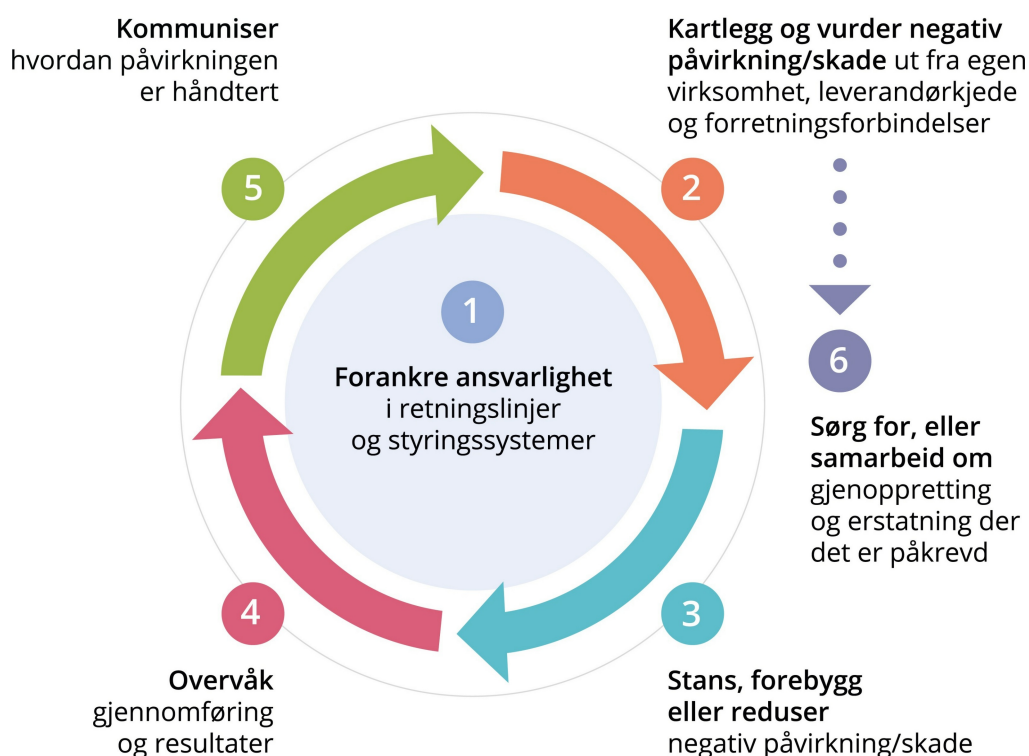 Kommuniser
hvordan påvirkningen
er håndtert
5
Kartlegg og vurder negativ
påvirkning/skade ut fra egen
virksomhet, leverandørkjede
og forretningsforbindelser
2
1
Forankre ansvarlighet
i retningslinjer
og styringssystemer
6
Sørg for, eller
samarbeid om
gjenoppretting
og erstatning der
det er påkrevd
4
Overvåk
gjennomføring
og resultater
3
Stans, forebygg
eller reduser
negativ påvirkning/skade